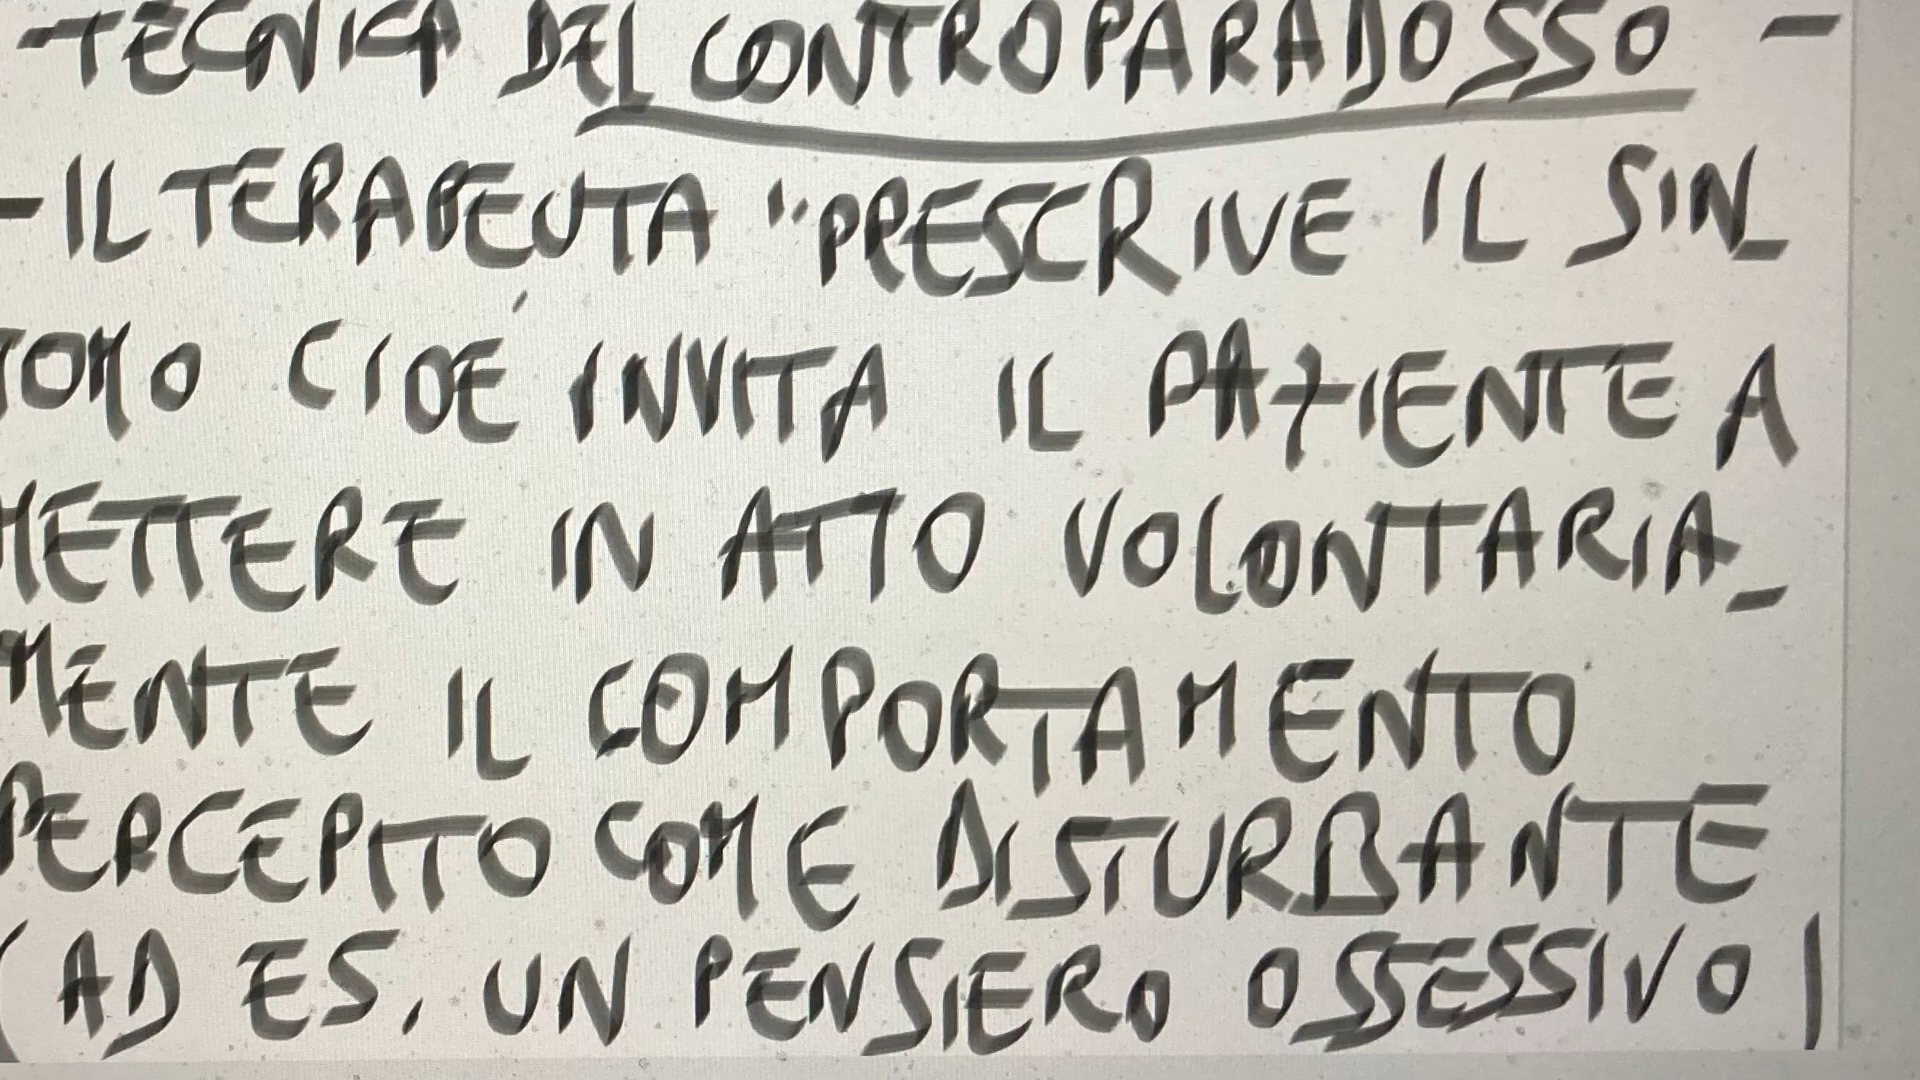 -TECNICA DEL CONTROPARADOSSO -
-IL TERAPEUTA "PRESCRIVE IL SIN_
TOMO CIOÉ INVITA IL PAZIENTE A
METTERE IN ATTO VOLONTARIA_
MENTE IL COMPORTAMENTO
PERCEPITO COME DISTURBANTE
(AD ES. UN PENSIERO OSSESSIVO)